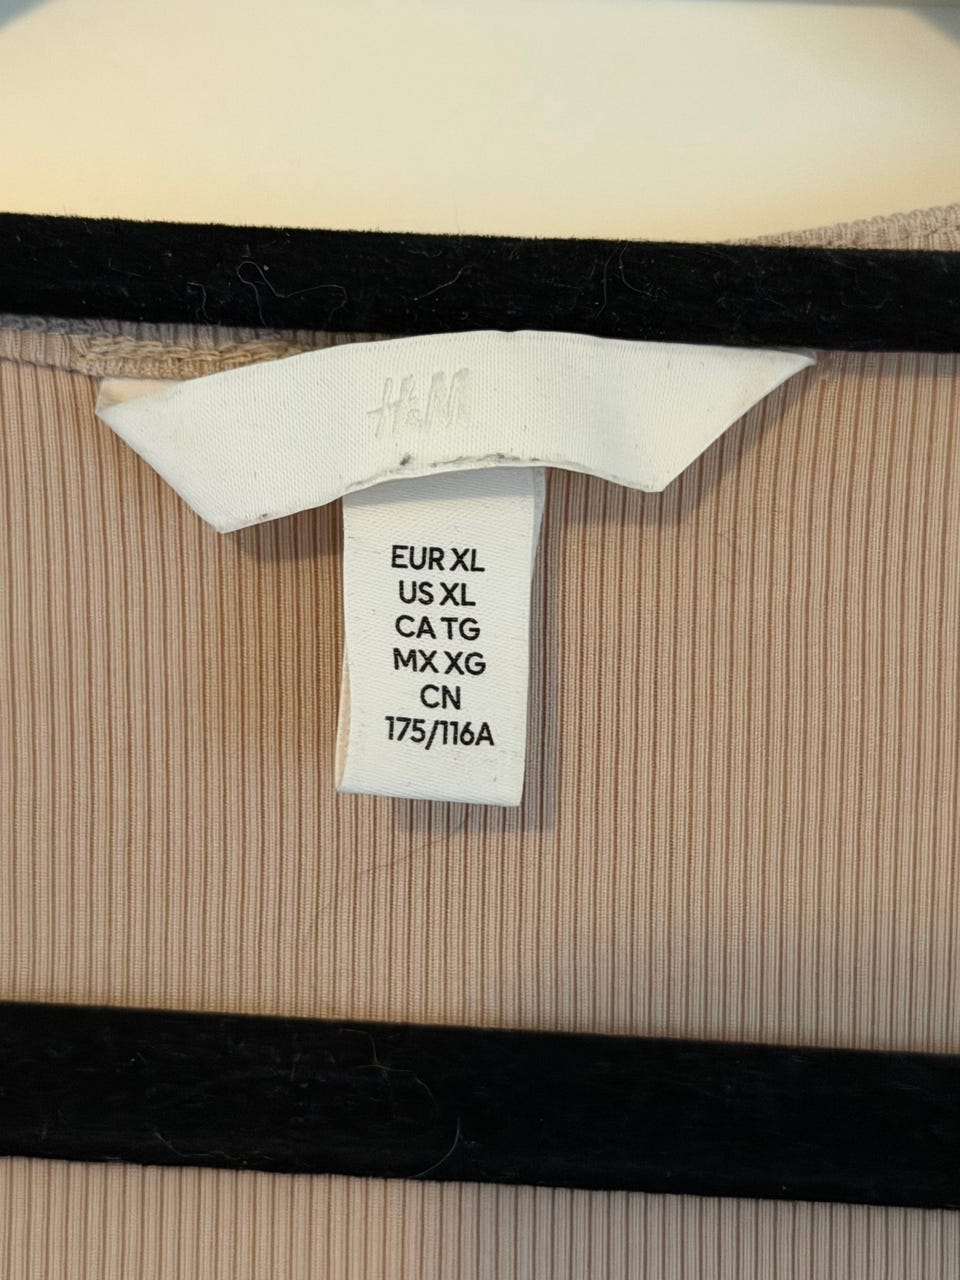 H&M
EUR XL
US XL
CA TG
MX XG
CN
175/116A